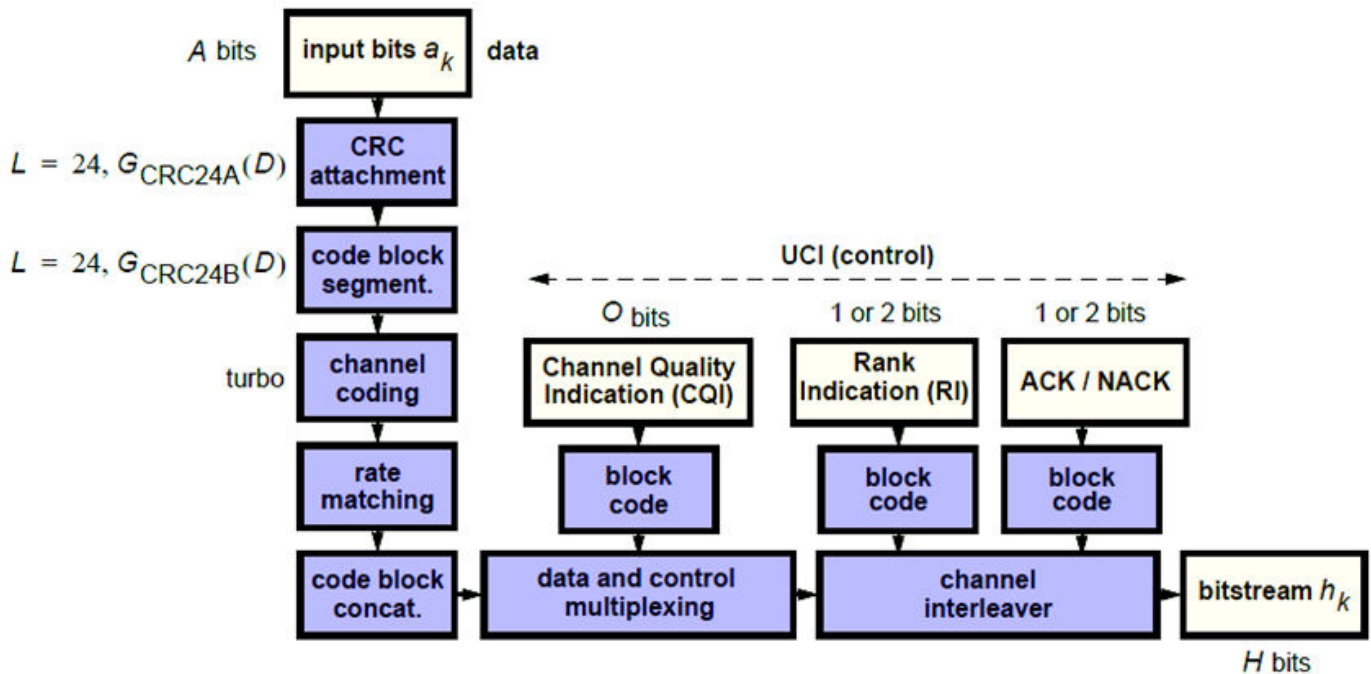 A bits
input bits a_k
data
L = 24, G_CRC24A(D)
CRC
attachment
L = 24, G_CRC24B(D)
code block
segment.
UCI (control)
O bits
1 or 2 bits
1 or 2 bits
turbo
channel
coding
Channel Quality
Indication (CQI)
Rank
Indication (RI)
ACK / NACK
rate
matching
block
code
block
code
block
code
code block
concat.
data and control
multiplexing
channel
interleaver
bitstream h_k
H bits